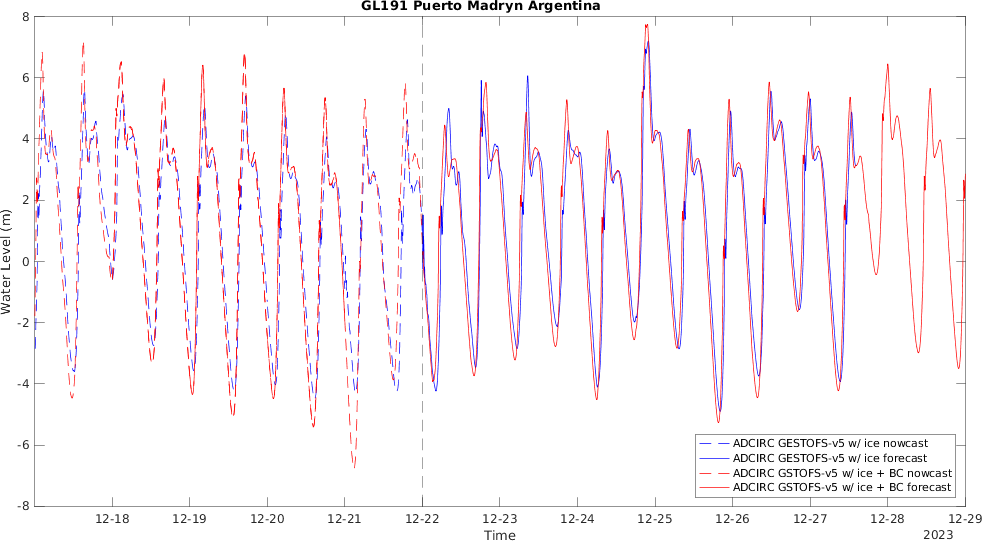 GL191 Puerto Madryn Argentina
Water Level (m)
8
6
4
2
0
-2
-4
-6
-8
ADCIRC GESTOFS-v5 w/ ice nowcast
ADCIRC GESTOFS-v5 w/ ice forecast
ADCIRC GSTOFS-v5 w/ ice + BC nowcast
ADCIRC GSTOFS-v5 w/ ice + BC forecast
12-18 12-19 12-20 12-21 12-22 12-23 12-24 12-25 12-26 12-27 12-28 12-29
Time
2023